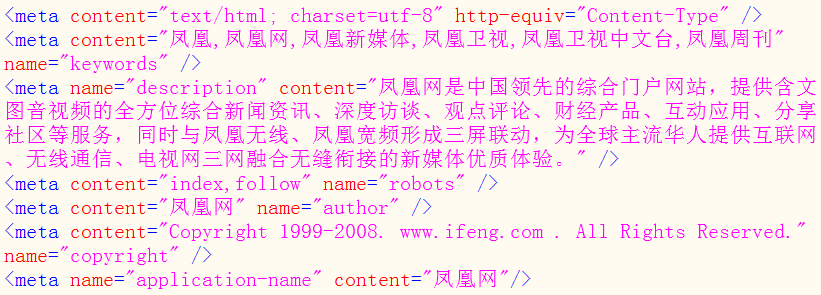 <meta content="text/html; charset=utf-8" http-equiv="Content-Type" />
<meta content="凤凰,凤凰网,凤凰新媒体,凤凰卫视,凤凰卫视中文台,凤凰周刊"
name="keywords" />
<meta name="description" content="凤凰网是中国领先的综合门户网站，提供含文
图音视频的全方位综合新闻资讯、深度访谈、观点评论、财经产品、互动应用、分享
社区等服务，同时与凤凰无线、凤凰宽频形成三屏联动，为全球主流华人提供互联网
、无线通信、电视网三网融合无缝衔接的新媒体优质体验。" />
<meta content="index,follow" name="robots" />
<meta content="凤凰网" name="author" />
<meta content="Copyright 1999-2008. www.ifeng.com . All Rights Reserved."
name="copyright" />
<meta name="application-name" content="凤凰网"/>